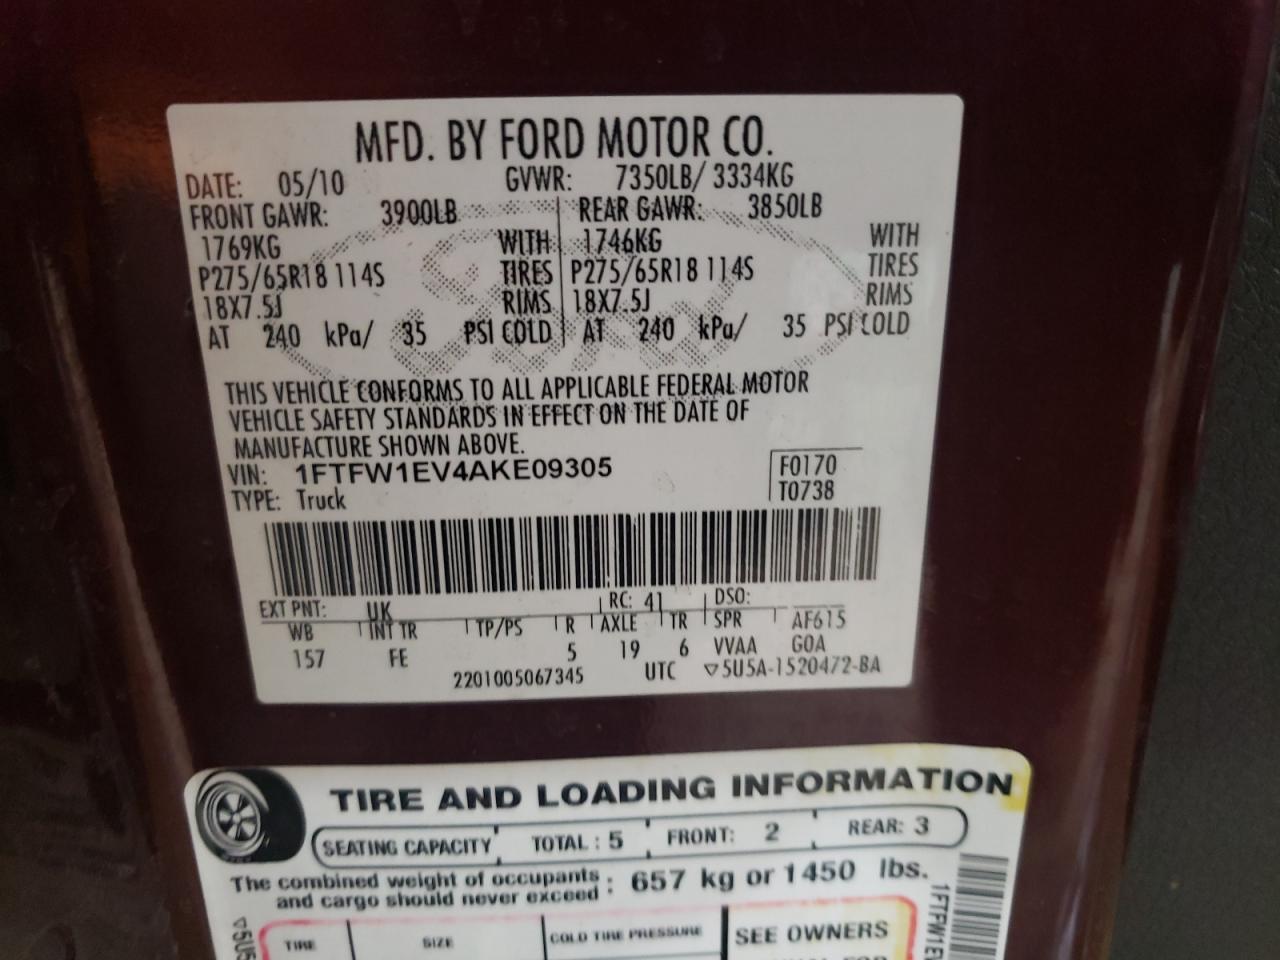 MFD. BY FORD MOTOR CO.
DATE: 05/10 GVWR: 7350LB/ 3334KG
FRONT GAWR: 3900LB REAR GAWR: 3850LB
1769KG WITH 1746KG WITH
P275/65R18 114S TIRES P275/65R18 114S TIRES
18X7.5J RIMS 18X7.5J RIMS
AT 240 kPa/ 35 PSI COLD AT 240 kPa/ 35 PSI COLD
Ford
THIS VEHICLE CONFORMS TO ALL APPLICABLE FEDERAL MOTOR
VEHICLE SAFETY STANDARDS IN EFFECT ON THE DATE OF
MANUFACTURE SHOWN ABOVE.
VIN: 1FTFW1EV4AKE09305 F0170
TYPE: Truck T0738
EXT PNT: UK RC: 41 DSO:
WB INT TR TP/PS R AXLE TR SPR AF615
157 FE 5 19 6 VVAA GOA
2201005067345 UTC ▽5U5A-1520472-BA
TIRE AND LOADING INFORMATION
SEATING CAPACITY TOTAL : 5 FRONT: 2 REAR: 3
The combined weight of occupants
and cargo should never exceed : 657 kg or 1450 lbs.
TIRE SIZE COLD TIRE PRESSURE SEE OWNERS
▽5U5
1FTFW1E